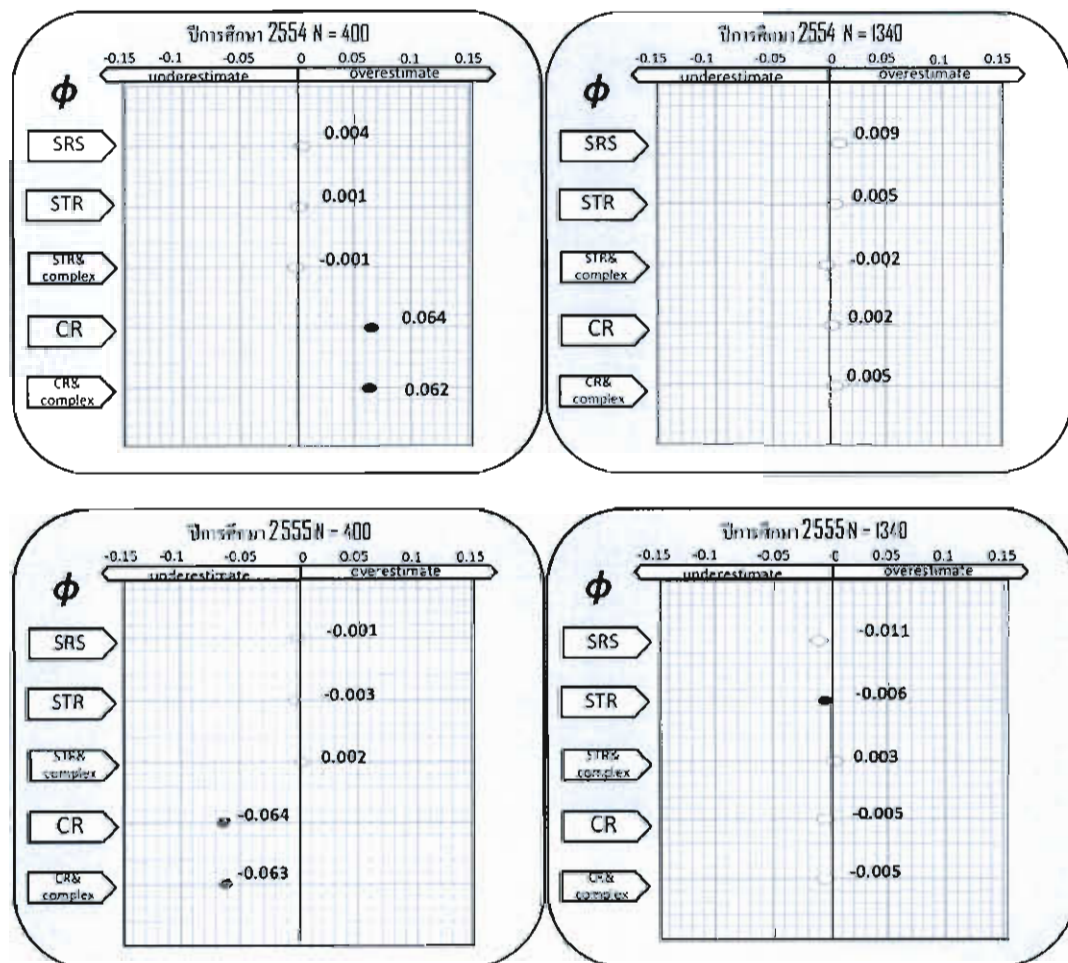 ปีการศึกษา 2554 N = 400
-0.15 -0.1 -0.05 0 0.05 0.1 0.15
underestimate overestimate
ϕ
SRS 0.004
STR 0.001
STR& complex -0.001
CR 0.064
CR& complex 0.062
ปีการศึกษา 2554 N = 1340
-0.15 -0.1 -0.05 0 0.05 0.1 0.15
underestimate overestimate
ϕ
SRS 0.009
STR 0.005
STR& complex -0.002
CR 0.002
CR& complex 0.005
ปีการศึกษา 2555 N = 400
-0.15 -0.1 -0.05 0 0.05 0.1 0.15
underestimate overestimate
ϕ
SRS -0.001
STR -0.003
STR& complex 0.002
CR -0.064
CR& complex -0.063
ปีการศึกษา 2555 N = 1340
-0.15 -0.1 -0.05 0 0.05 0.1 0.15
underestimate overestimate
ϕ
SRS -0.011
STR -0.006
STR& complex 0.003
CR -0.005
CR& complex -0.005